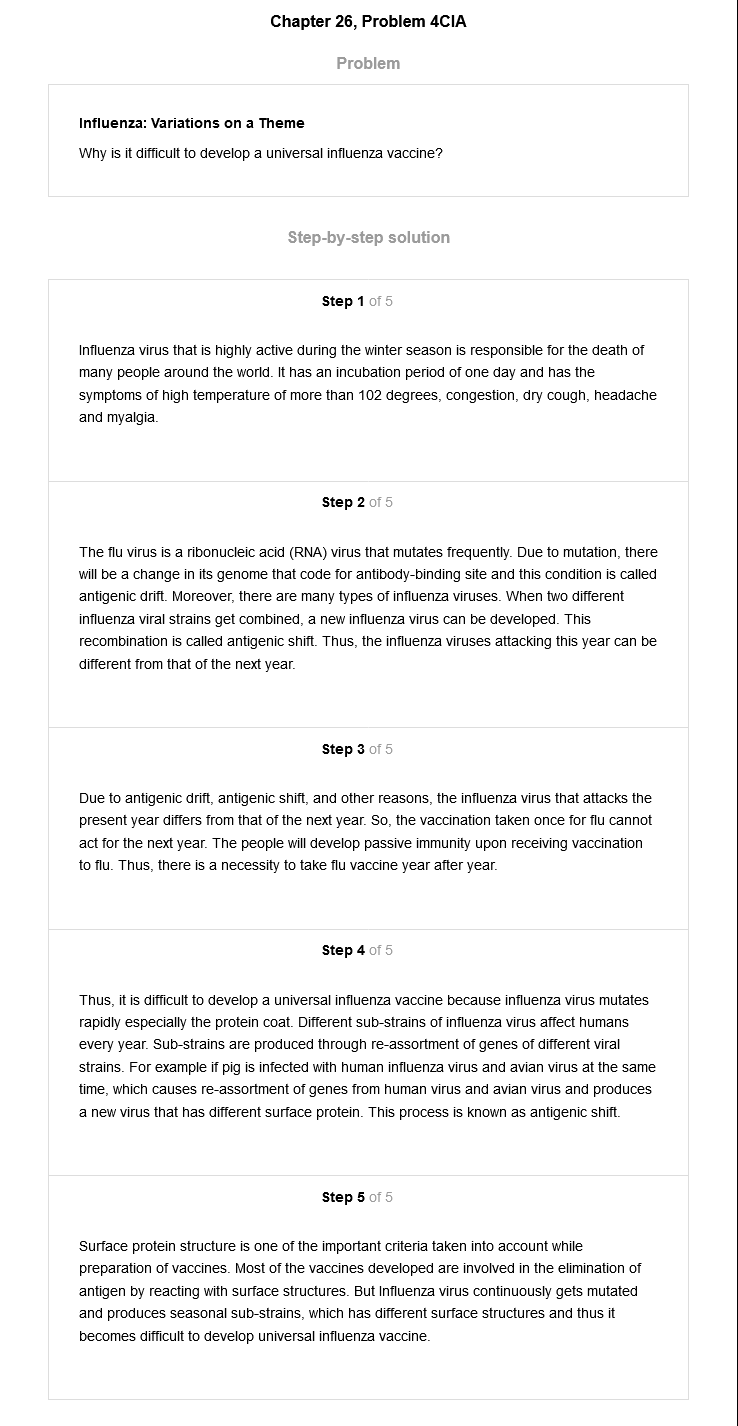 Chapter 26, Problem 4CIA
Problem
Influenza: Variations on a Theme
Why is it difficult to develop a universal influenza vaccine?
Step-by-step solution
Step 1 of 5
Influenza virus that is highly active during the winter season is responsible for the death of
many people around the world. It has an incubation period of one day and has the
symptoms of high temperature of more than 102 degrees, congestion, dry cough, headache
and myalgia.
Step 2 of 5
The flu virus is a ribonucleic acid (RNA) virus that mutates frequently. Due to mutation, there
will be a change in its genome that code for antibody-binding site and this condition is called
antigenic drift. Moreover, there are many types of influenza viruses. When two different
influenza viral strains get combined, a new influenza virus can be developed. This
recombination is called antigenic shift. Thus, the influenza viruses attacking this year can be
different from that of the next year.
Step 3 of 5
Due to antigenic drift, antigenic shift, and other reasons, the influenza virus that attacks the
present year differs from that of the next year. So, the vaccination taken once for flu cannot
act for the next year. The people will develop passive immunity upon receiving vaccination
to flu. Thus, there is a necessity to take flu vaccine year after year.
Step 4 of 5
Thus, it is difficult to develop a universal influenza vaccine because influenza virus mutates
rapidly especially the protein coat. Different sub-strains of influenza virus affect humans
every year. Sub-strains are produced through re-assortment of genes of different viral
strains. For example if pig is infected with human influenza virus and avian virus at the same
time, which causes re-assortment of genes from human virus and avian virus and produces
a new virus that has different surface protein. This process is known as antigenic shift.
Step 5 of 5
Surface protein structure is one of the important criteria taken into account while
preparation of vaccines. Most of the vaccines developed are involved in the elimination of
antigen by reacting with surface structures. But Influenza virus continuously gets mutated
and produces seasonal sub-strains, which has different surface structures and thus it
becomes difficult to develop universal influenza vaccine.